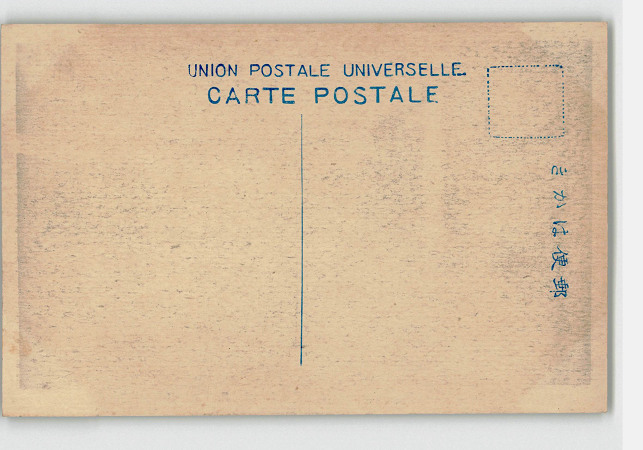 UNION POSTALE UNIVERSELLE.
CARTE POSTALE
郵便はかき